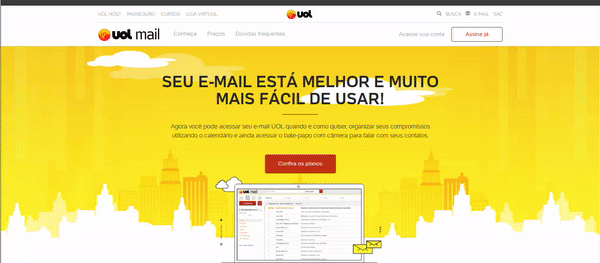 UOL HOST PAGSEGURO CURSOS LOJA VIRTUOL
UOL
BUSCA E-MAIL SAC
UOL mail
Conheça Preços Dúvidas frequentes
Acesse sua conta
Assine já
SEU E-MAIL ESTÁ MELHOR E MUITO
MAIS FÁCIL DE USAR!
Agora você pode acessar seu e-mail UOL quando e como quiser, organizar seus compromissos
utilizando o calendário e ainda acessar o bate-papo com câmera para falar com seus contatos.
Confira os planos
UOL mail